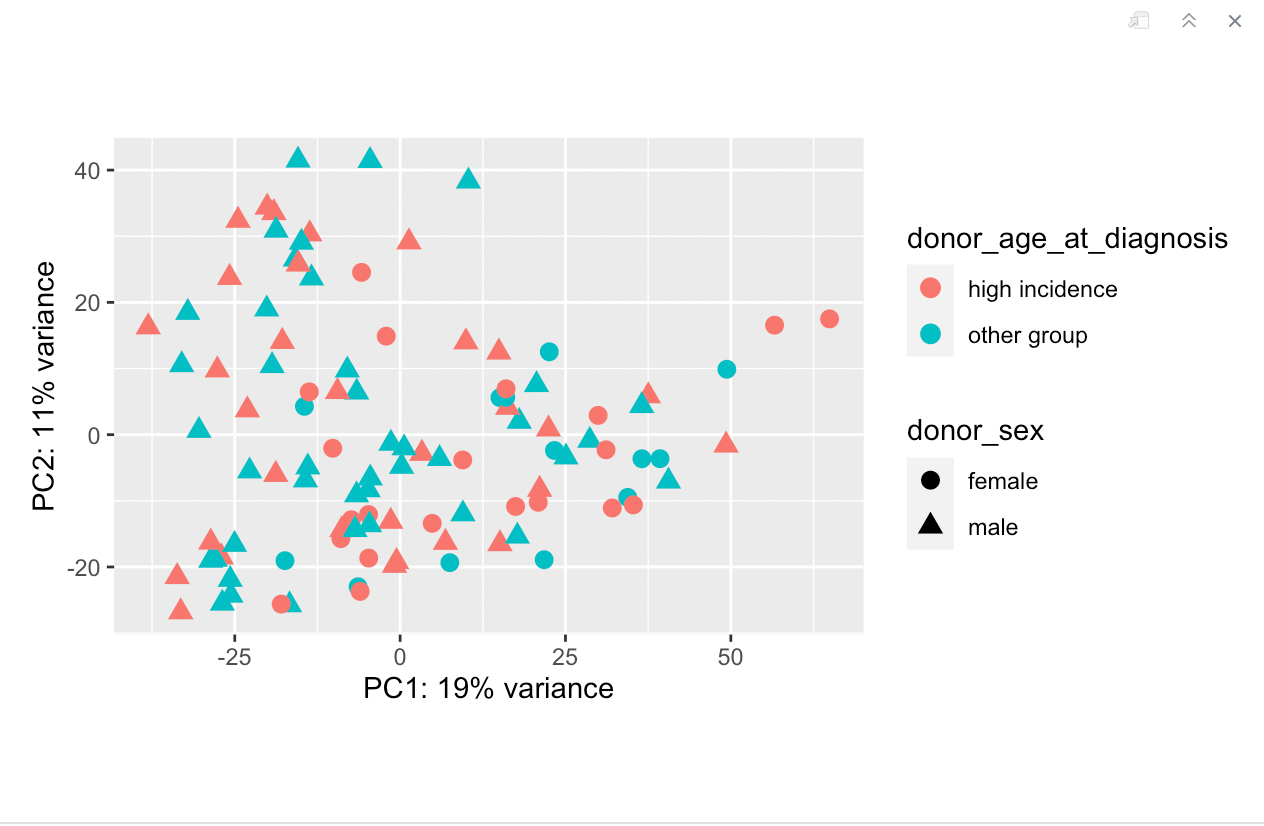 40
20
0
-20
-25
0
25
50
PC2: 11% variance
PC1: 19% variance
donor_age_at_diagnosis
high incidence
other group
donor_sex
female
male